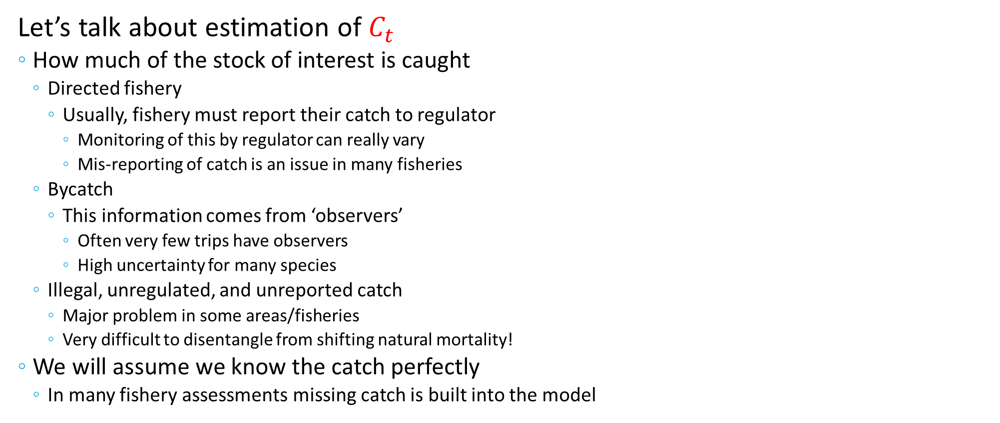 Let’s talk about estimation of C_t
◦ How much of the stock of interest is caught
◦ Directed fishery
◦ Usually, fishery must report their catch to regulator
◦ Monitoring of this by regulator can really vary
◦ Mis-reporting of catch is an issue in many fisheries
◦ Bycatch
◦ This information comes from ‘observers’
◦ Often very few trips have observers
◦ High uncertainty for many species
◦ Illegal, unregulated, and unreported catch
◦ Major problem in some areas/fisheries
◦ Very difficult to disentangle from shifting natural mortality!
◦ We will assume we know the catch perfectly
◦ In many fishery assessments missing catch is built into the model